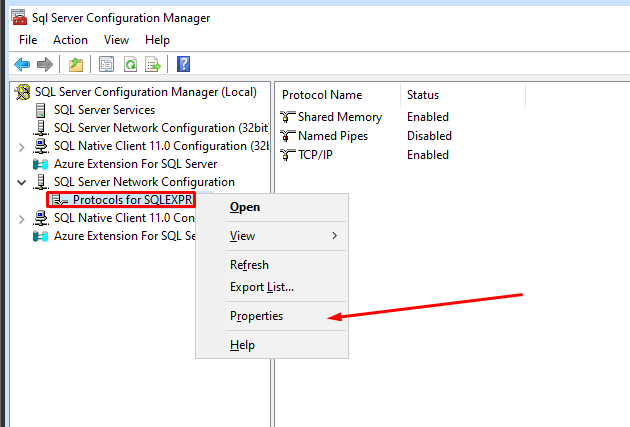 Sql Server Configuration Manager
File Action View Help
SQL Server Configuration Manager (Local)
SQL Server Services
SQL Server Network Configuration (32bit
SQL Native Client 11.0 Configuration (32b
Azure Extension For SQL Server
SQL Server Network Configuration
Protocols for SQLEXPR
SQL Native Client 11.0 Con
Azure Extension For SQL Se
Protocol Name Status
Shared Memory Enabled
Named Pipes Disabled
TCP/IP Enabled
Open
View
Refresh
Export List...
Properties
Help